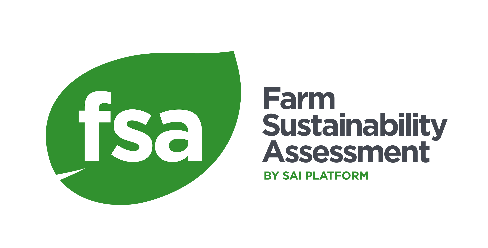 fsa
Farm
Sustainability
Assessment
BY SAI PLATFORM